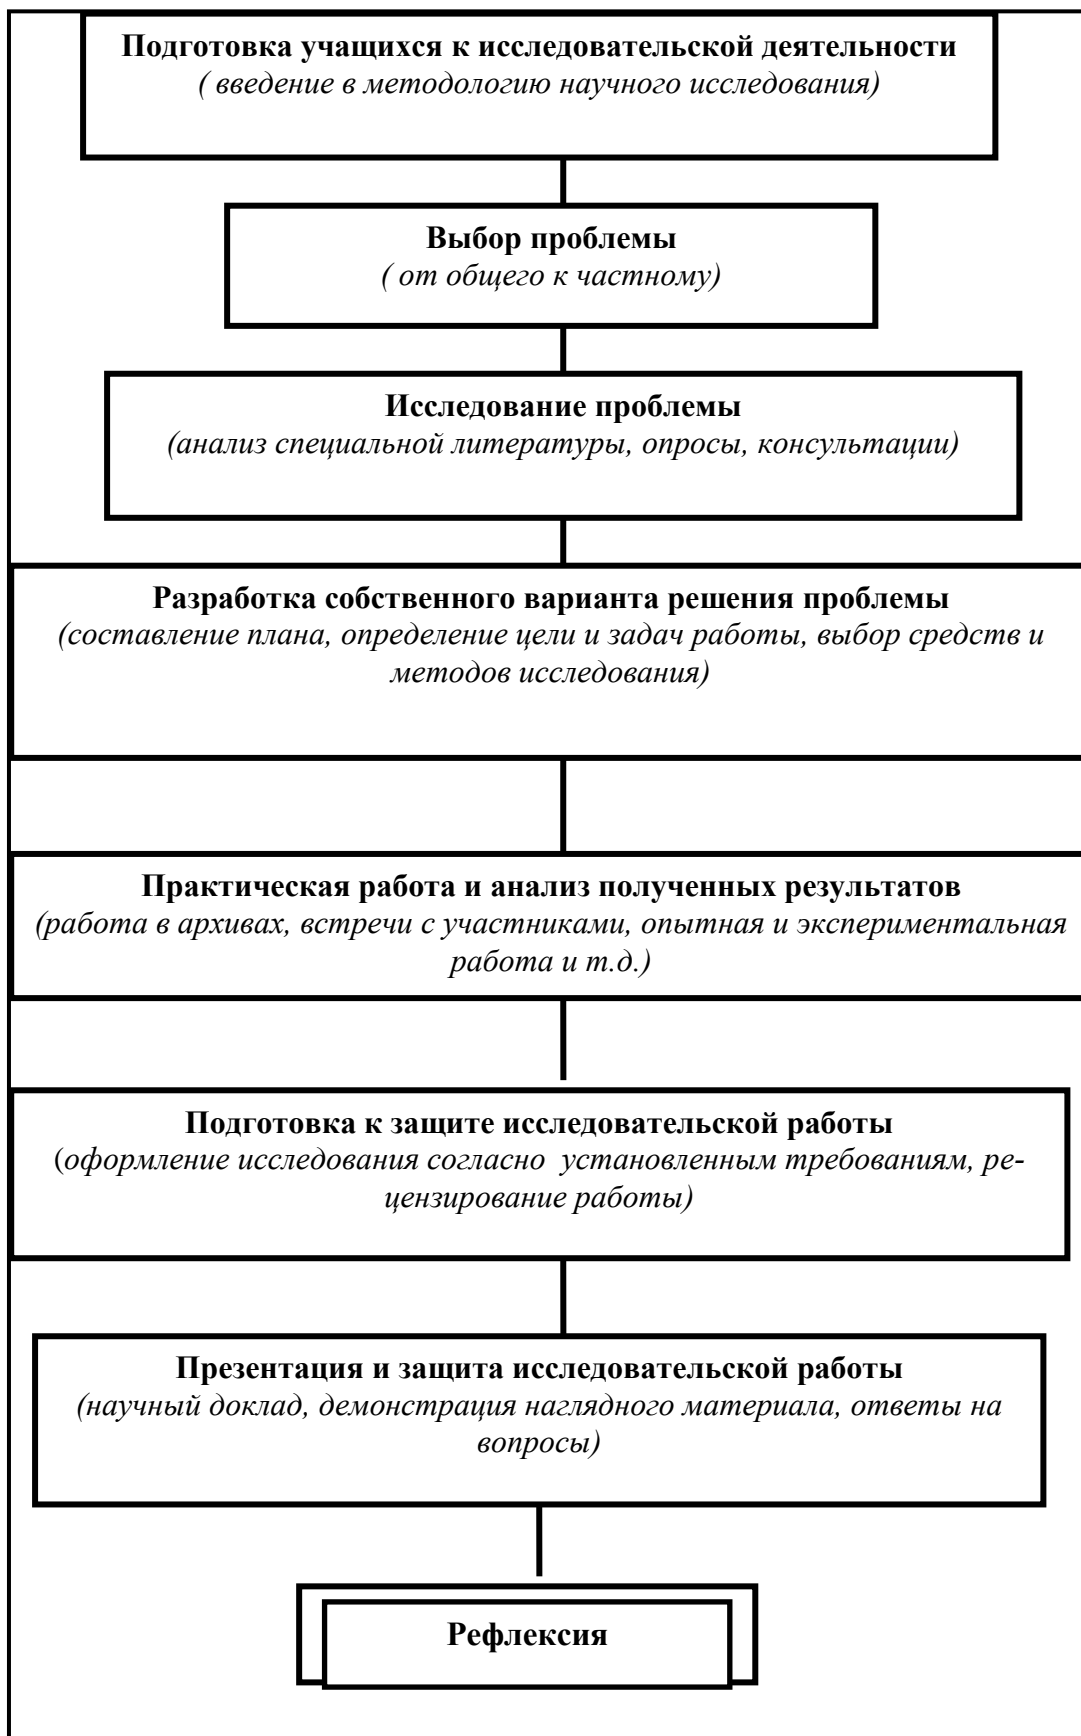 Подготовка учащихся к исследовательской деятельности
( введение в методологию научного исследования)
Выбор проблемы
( от общего к частному)
Исследование проблемы
(анализ специальной литературы, опросы, консультации)
Разработка собственного варианта решения проблемы
(составление плана, определение цели и задач работы, выбор средств и
методов исследования)
Практическая работа и анализ полученных результатов
(работа в архивах, встречи с участниками, опытная и экспериментальная
работа и т.д.)
Подготовка к защите исследовательской работы
(оформление исследования согласно  установленным требованиям, ре-
цензирование работы)
Презентация и защита исследовательской работы
(научный доклад, демонстрация наглядного материала, ответы на
вопросы)
Рефлексия